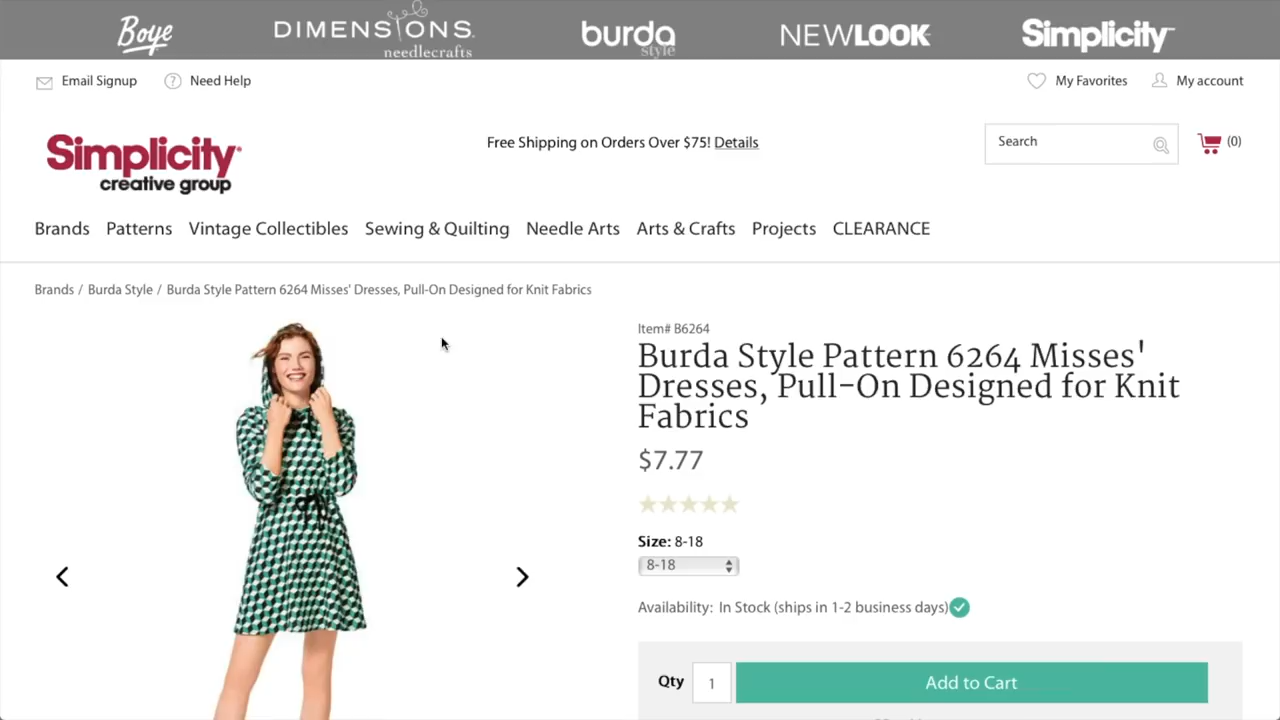 Boye
DIMENSIONS
needlecrafts
burda
style
NEWLOOK
Simplicity
Email Signup
Need Help
My Favorites
My account
Simplicity
creative group
Free Shipping on Orders Over $75! Details
Search
(0)
Brands Patterns Vintage Collectibles Sewing & Quilting Needle Arts Arts & Crafts Projects CLEARANCE
Brands / Burda Style / Burda Style Pattern 6264 Misses' Dresses, Pull-On Designed for Knit Fabrics
Item# B6264
Burda Style Pattern 6264 Misses'
Dresses, Pull-On Designed for Knit
Fabrics
$7.77
Size: 8-18
8-18
Availability: In Stock (ships in 1-2 business days)
Qty
1
Add to Cart